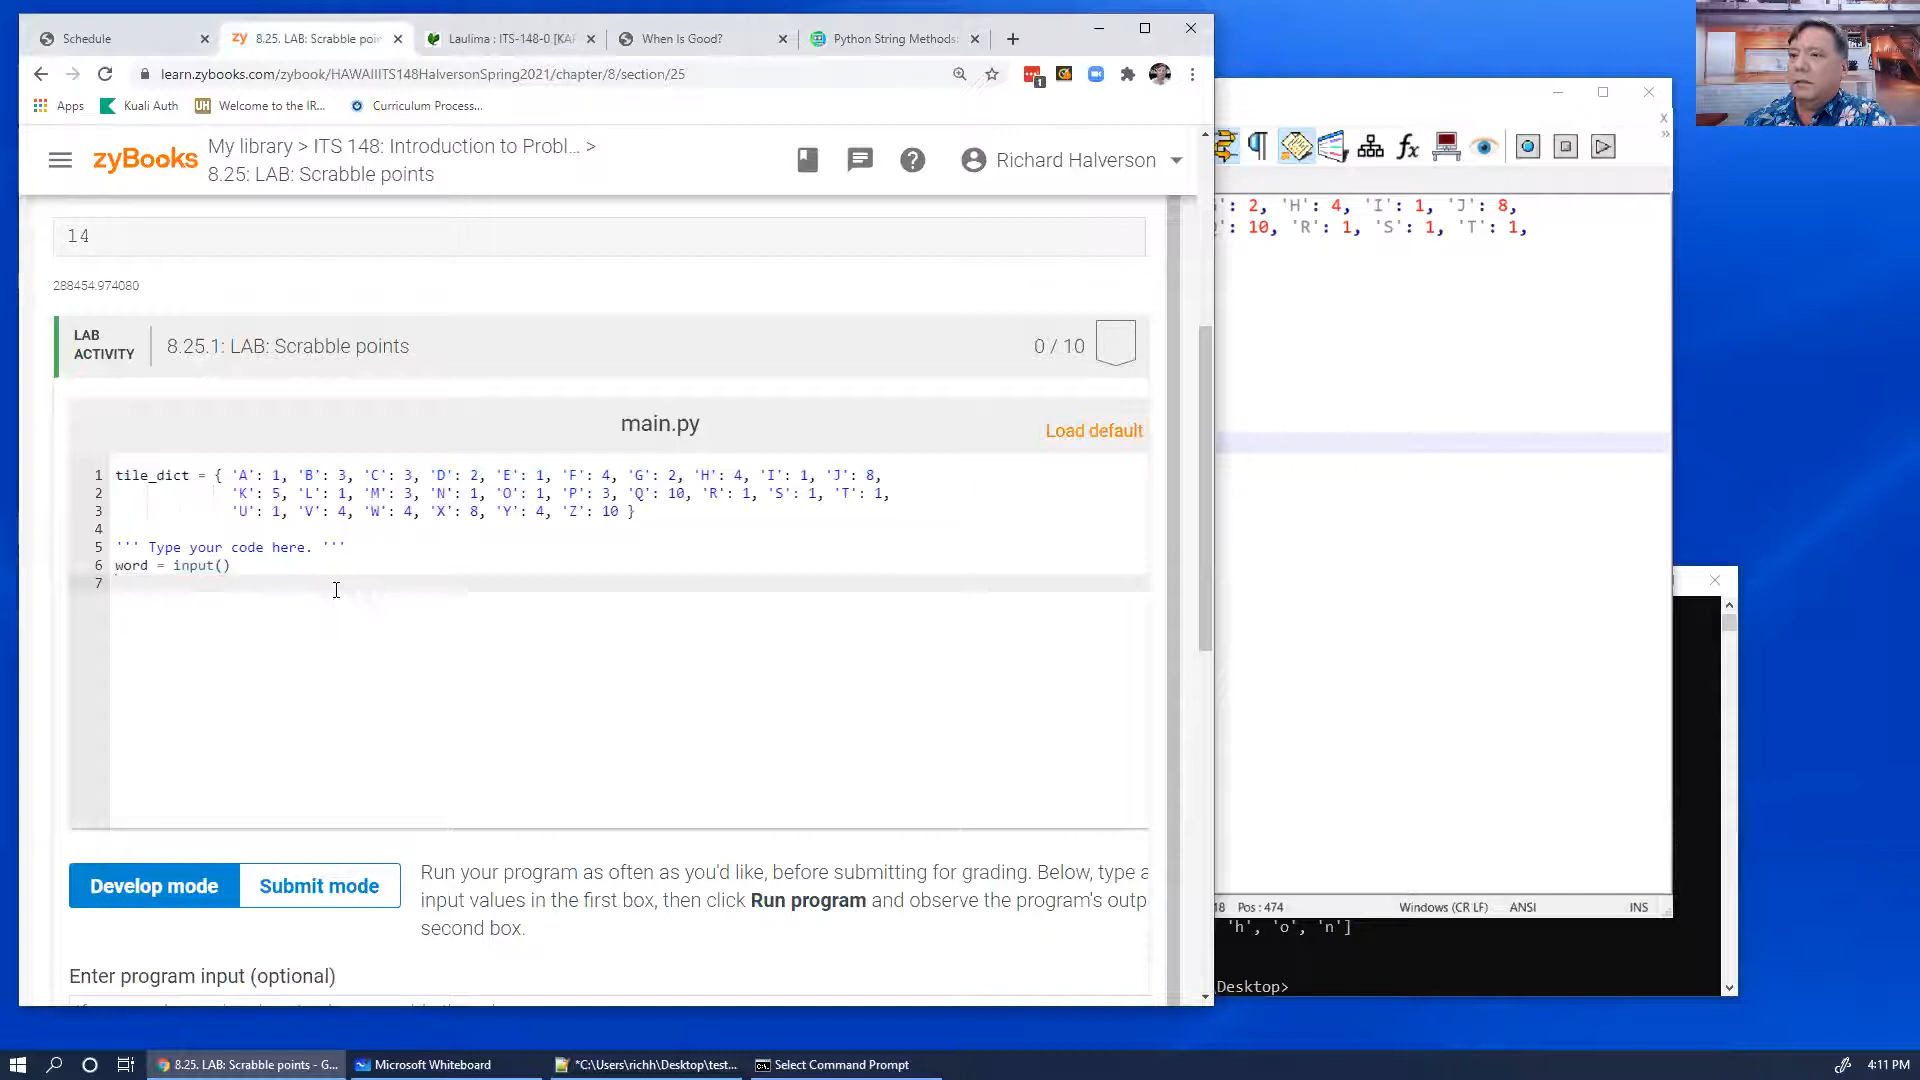 Schedule
8.25. LAB: Scrabble poin
Laulima : ITS-148-0 [KAF
When Is Good?
Python String Methods:
learn.zybooks.com/zybook/HAWAIIITS148HalversonSpring2021/chapter/8/section/25
Apps
Kuali Auth
Welcome to the IR...
Curriculum Process...
zyBooks
My library > ITS 148: Introduction to Probl... >
8.25: LAB: Scrabble points
Richard Halverson
14
288454.974080
LAB
ACTIVITY
8.25.1: LAB: Scrabble points
0 / 10
main.py
Load default
1 tile_dict = { 'A': 1, 'B': 3, 'C': 3, 'D': 2, 'E': 1, 'F': 4, 'G': 2, 'H': 4, 'I': 1, 'J': 8,
2 'K': 5, 'L': 1, 'M': 3, 'N': 1, 'O': 1, 'P': 3, 'Q': 10, 'R': 1, 'S': 1, 'T': 1,
3 'U': 1, 'V': 4, 'W': 4, 'X': 8, 'Y': 4, 'Z': 10 }
4
5 ''' Type your code here. '''
6 word = input()
7
Develop mode
Submit mode
Run your program as often as you'd like, before submitting for grading. Below, type a
input values in the first box, then click Run program and observe the program's outp
second box.
Enter program input (optional)
': 2, 'H': 4, 'I': 1, 'J': 8,
': 10, 'R': 1, 'S': 1, 'T': 1,
18 Pos : 474
Windows (CR LF)
ANSI
INS
'h', 'o', 'n']
\Desktop>
8.25. LAB: Scrabble points - G...
Microsoft Whiteboard
*C:\Users\richh\Desktop\test...
Select Command Prompt
4:11 PM